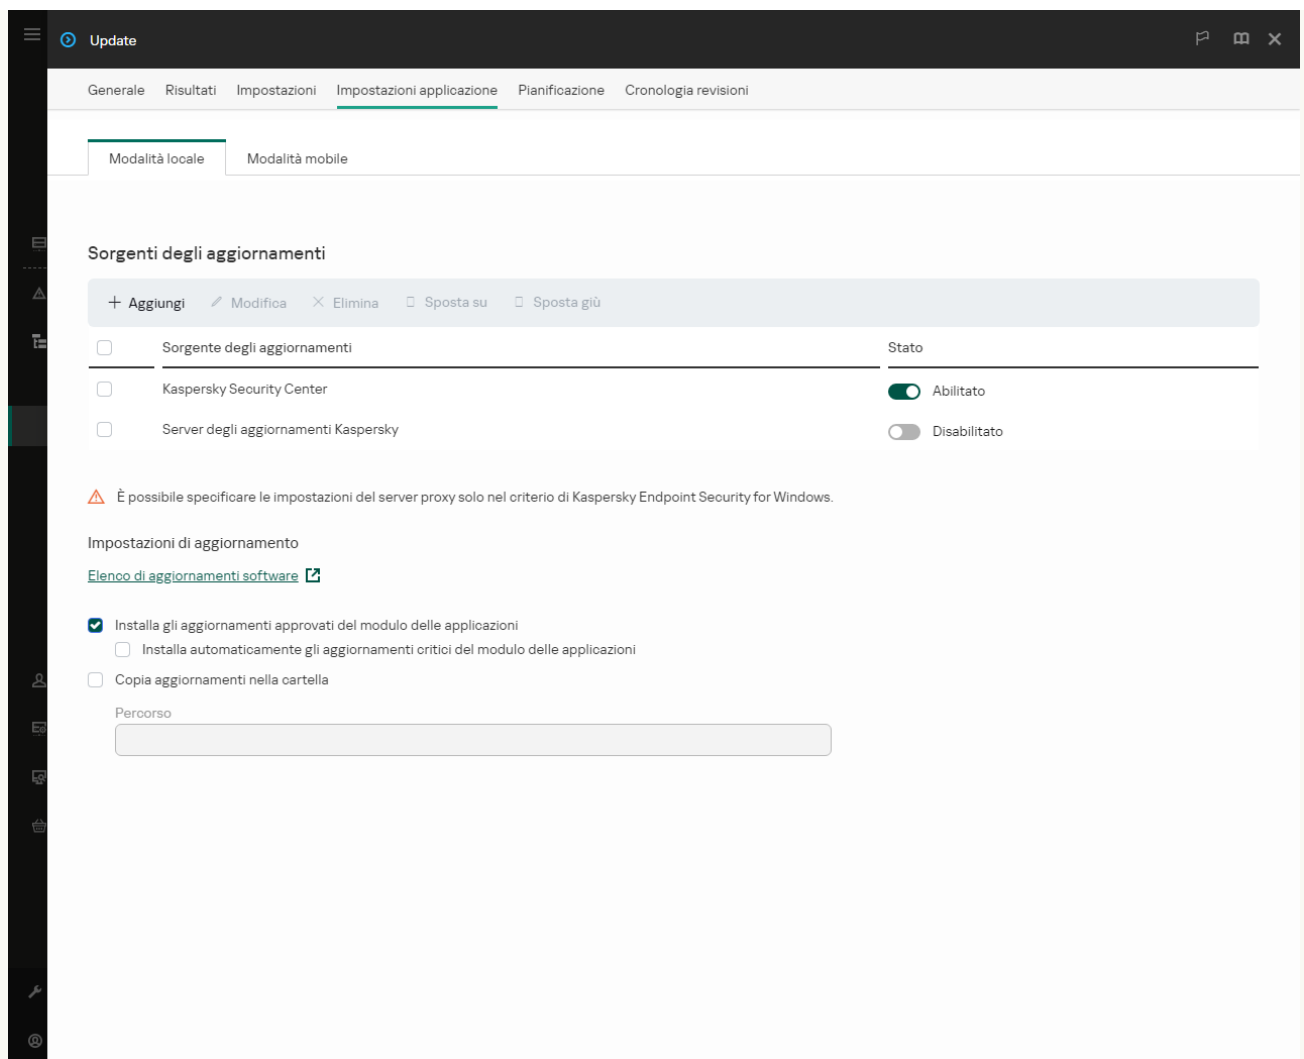 Update
Generale Risultati Impostazioni Impostazioni applicazione Pianificazione Cronologia revisioni
Modalità locale Modalità mobile
Sorgenti degli aggiornamenti
Aggiungi Modifica Elimina Sposta su Sposta giù
Sorgente degli aggiornamenti Stato
Kaspersky Security Center Abilitato
Server degli aggiornamenti Kaspersky Disabilitato
È possibile specificare le impostazioni del server proxy solo nel criterio di Kaspersky Endpoint Security for Windows.
Impostazioni di aggiornamento
Elenco di aggiornamenti software
Installa gli aggiornamenti approvati del modulo delle applicazioni
Installa automaticamente gli aggiornamenti critici del modulo delle applicazioni
Copia aggiornamenti nella cartella
Percorso